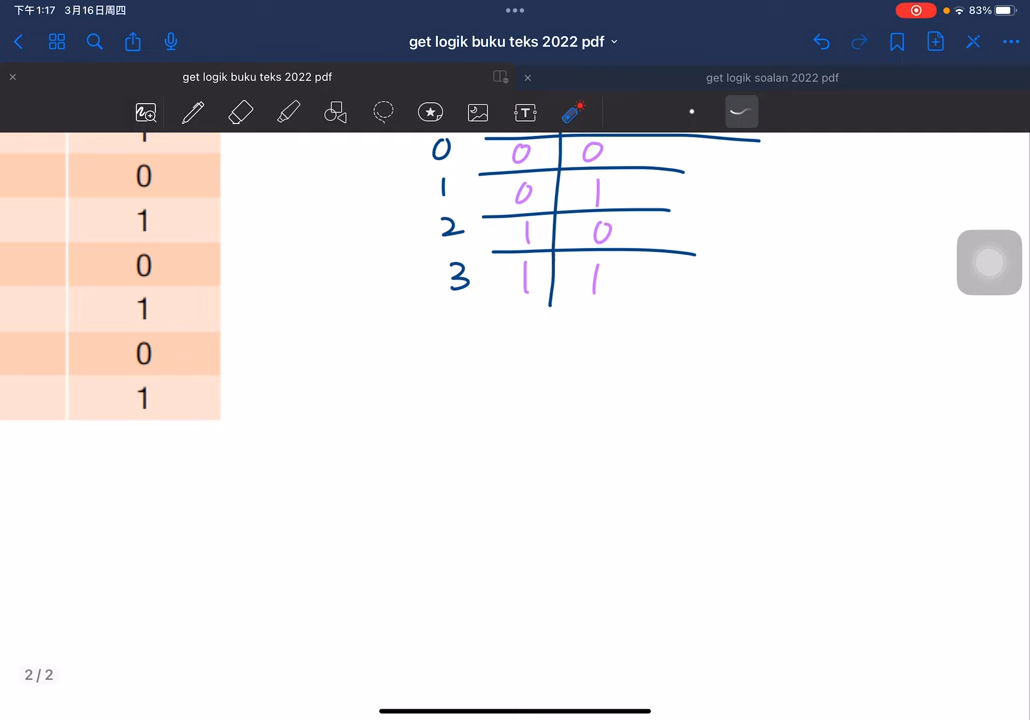 下午1:17 3月16日周四
83%
get logik buku teks 2022 pdf
get logik buku teks 2022 pdf
get logik soalan 2022 pdf
T
0 0 0
0
1 0 1
1
2 1 0
0
3 1 1
1
0
1
2 / 2